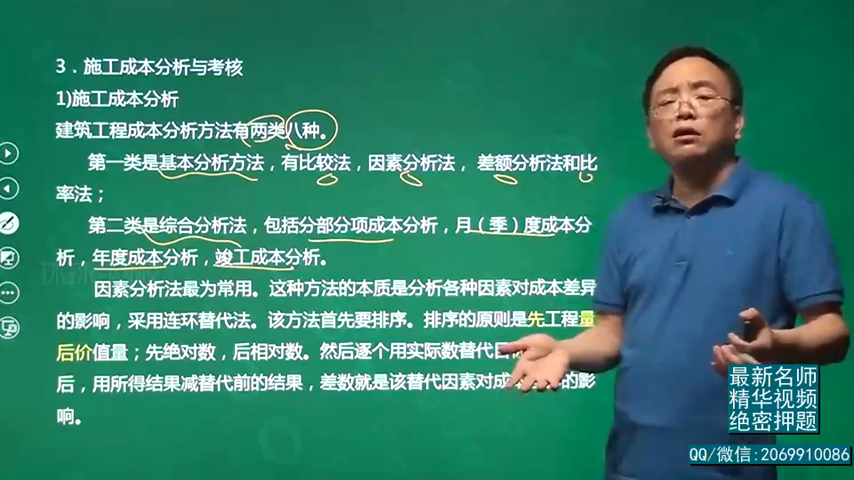 3．施工成本分析与考核
1)施工成本分析
建筑工程成本分析方法有两类八种。
第一类是基本分析方法，有比较法，因素分析法， 差额分析法和比
率法；
第二类是综合分析法，包括分部分项成本分析，月（季）度成本分
析，年度成本分析，竣工成本分析。
因素分析法最为常用。这种方法的本质是分析各种因素对成本差异
的影响，采用连环替代法。该方法首先要排序。排序的原则是先工程量
后价值量；先绝对数，后相对数。然后逐个用实际数替代目
后，用所得结果减替代前的结果，差数就是该替代因素对成 的影
响。
最新名师
精华视频
绝密押题
QQ/微信:2069910086